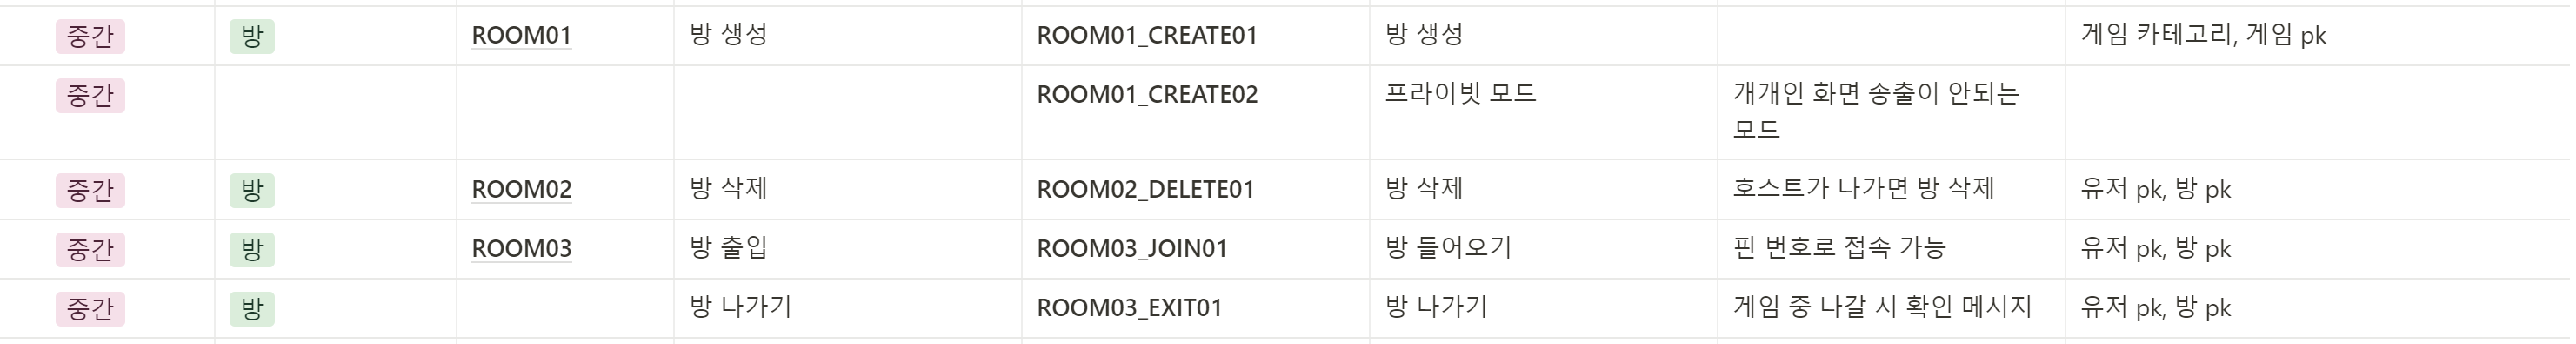 중간 방 ROOM01 방 생성 ROOM01_CREATE01 방 생성 게임 카테고리, 게임 pk
중간 ROOM01_CREATE02 프라이빗 모드 개개인 화면 송출이 안되는
모드
중간 방 ROOM02 방 삭제 ROOM02_DELETE01 방 삭제 호스트가 나가면 방 삭제 유저 pk, 방 pk
중간 방 ROOM03 방 출입 ROOM03_JOIN01 방 들어오기 핀 번호로 접속 가능 유저 pk, 방 pk
중간 방 방 나가기 ROOM03_EXIT01 방 나가기 게임 중 나갈 시 확인 메시지 유저 pk, 방 pk